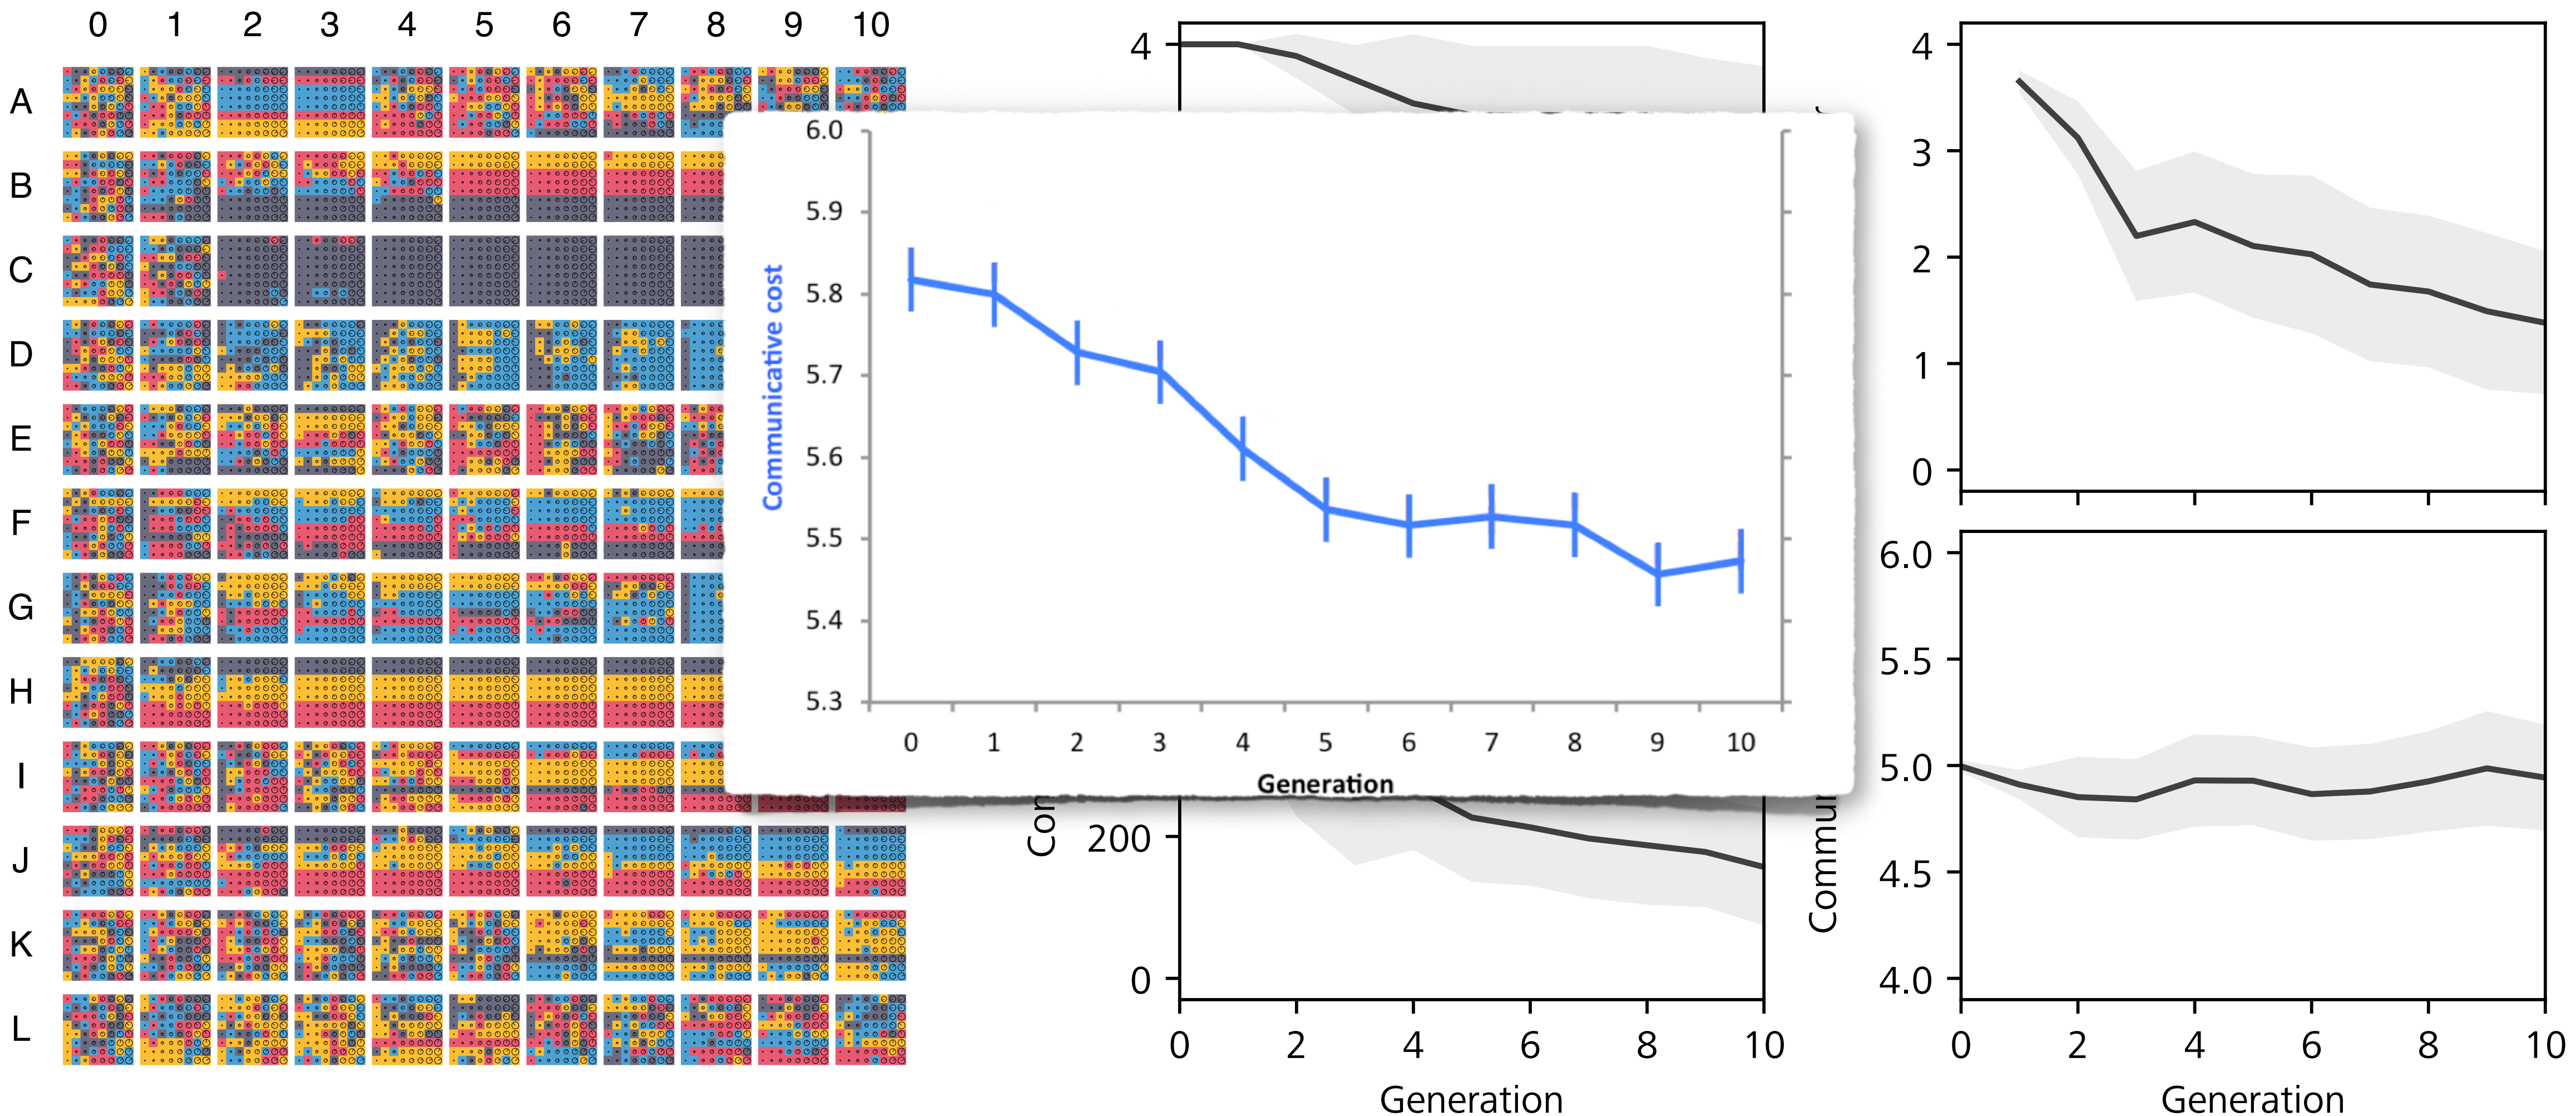 0 1 2 3 4 5 6 7 8 9 10
A
B
C
D
E
F
G
H
I
J
K
L
4
200
0
0 2 4 6 8 10
Generation
6.0
5.9
5.8
5.7
5.6
5.5
5.4
5.3
Communicative cost
0 1 2 3 4 5 6 7 8 9 10
Generation
4
3
2
1
0
6.0
5.5
5.0
4.5
4.0
0 2 4 6 8 10
Generation